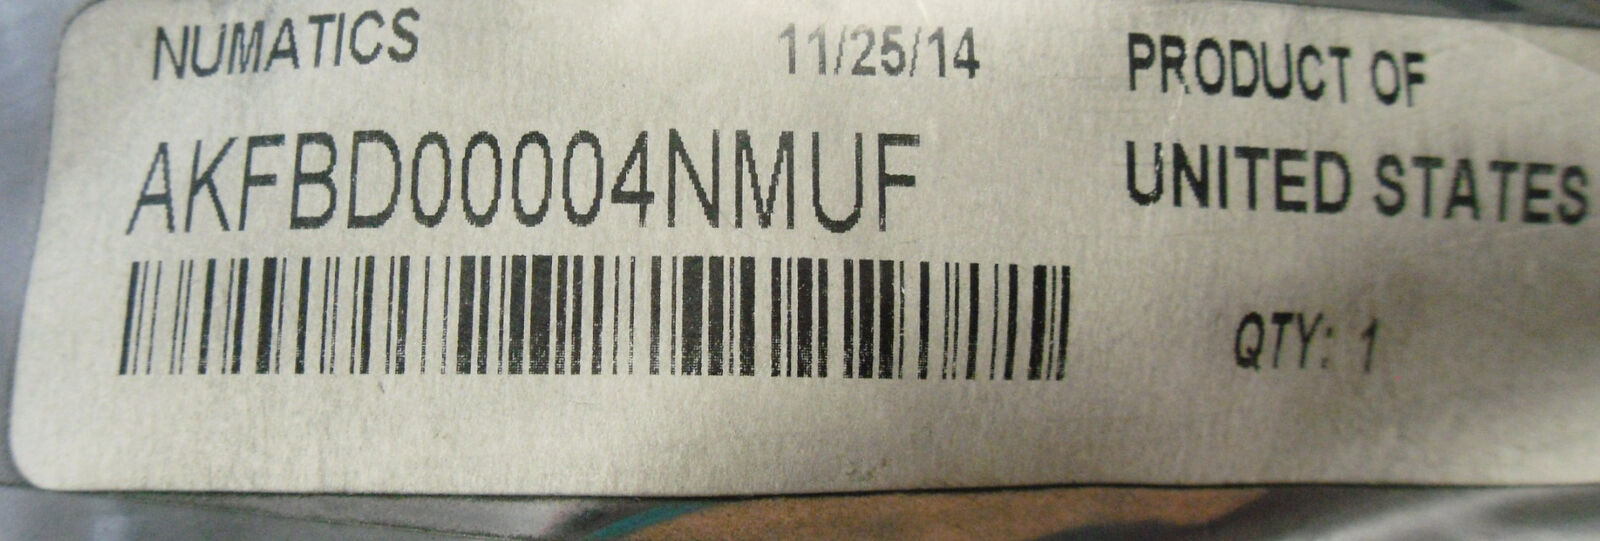 NUMATICS
11/25/14
AKFBD00004NMUF
PRODUCT OF
UNITED STATES
QTY: 1